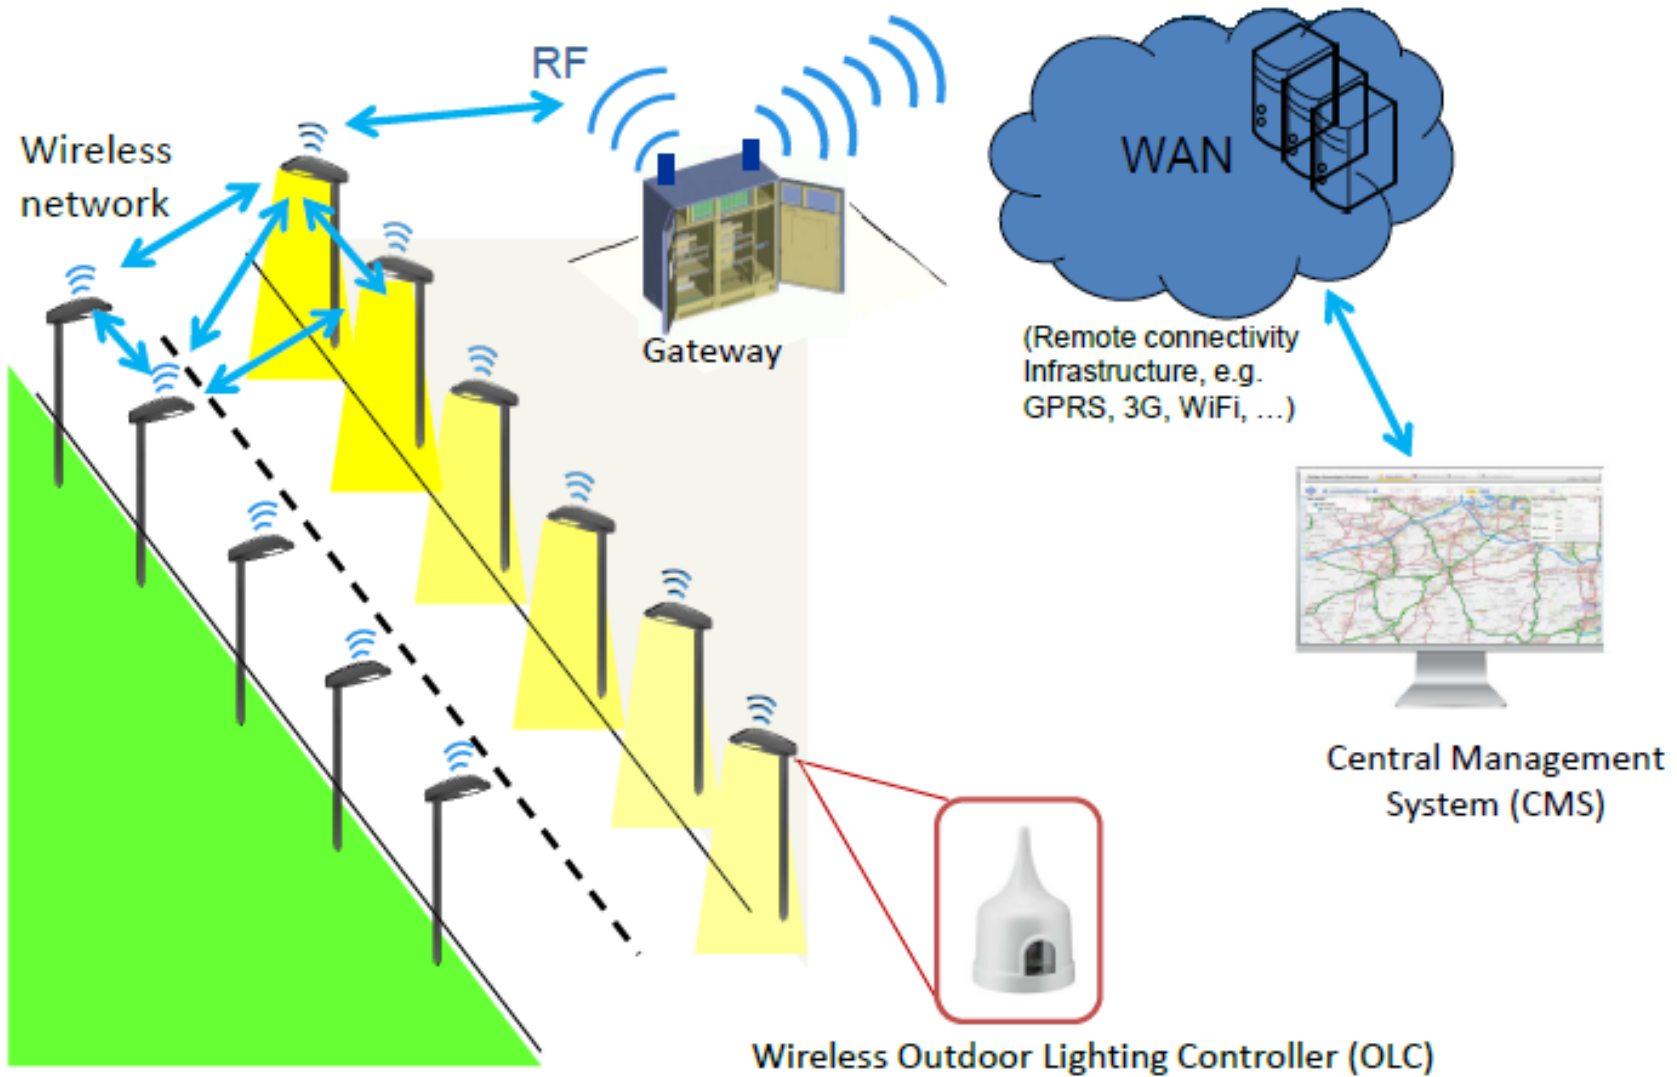 RF
Wireless
network
WAN
Gateway
(Remote connectivity
Infrastructure, e.g.
GPRS, 3G, WiFi, …)
Central Management
System (CMS)
Wireless Outdoor Lighting Controller (OLC)